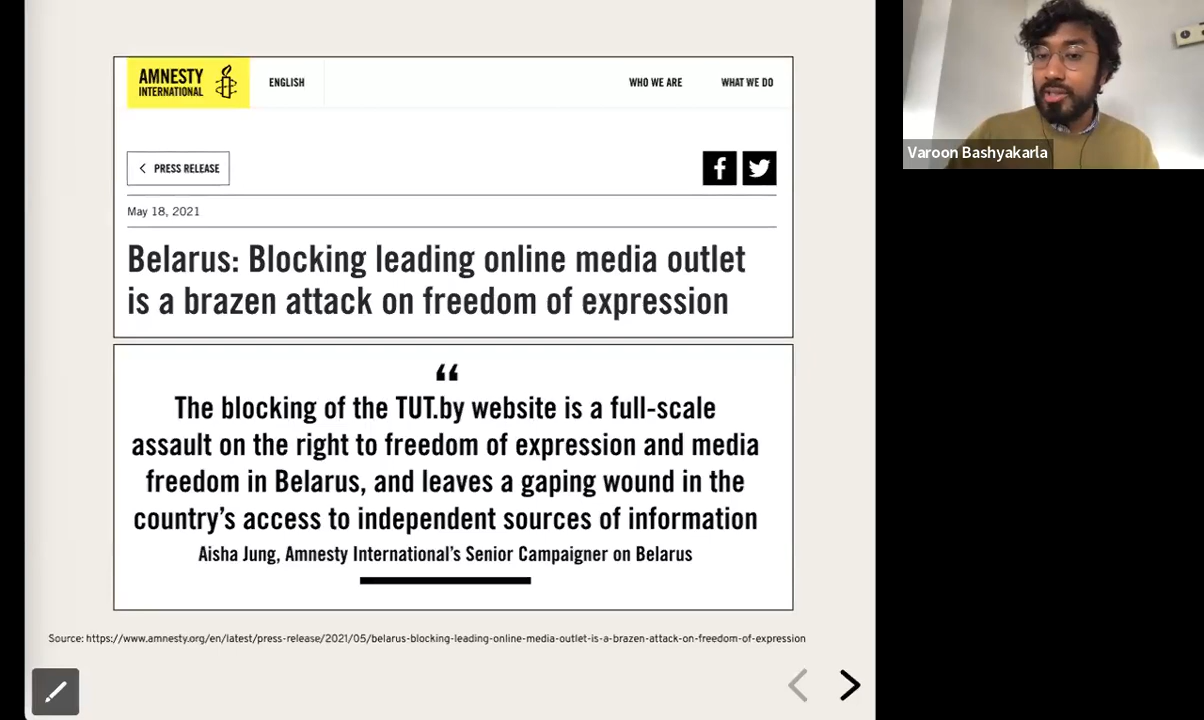 AMNESTY
INTERNATIONAL
ENGLISH
WHO WE ARE
WHAT WE DO
PRESS RELEASE
May 18, 2021
Belarus: Blocking leading online media outlet
is a brazen attack on freedom of expression
“
The blocking of the TUT.by website is a full-scale
assault on the right to freedom of expression and media
freedom in Belarus, and leaves a gaping wound in the
country’s access to independent sources of information
Aisha Jung, Amnesty International’s Senior Campaigner on Belarus
Source: https://www.amnesty.org/en/latest/press-release/2021/05/belarus-blocking-leading-online-media-outlet-is-a-brazen-attack-on-freedom-of-expression
Varoon Bashyakarla